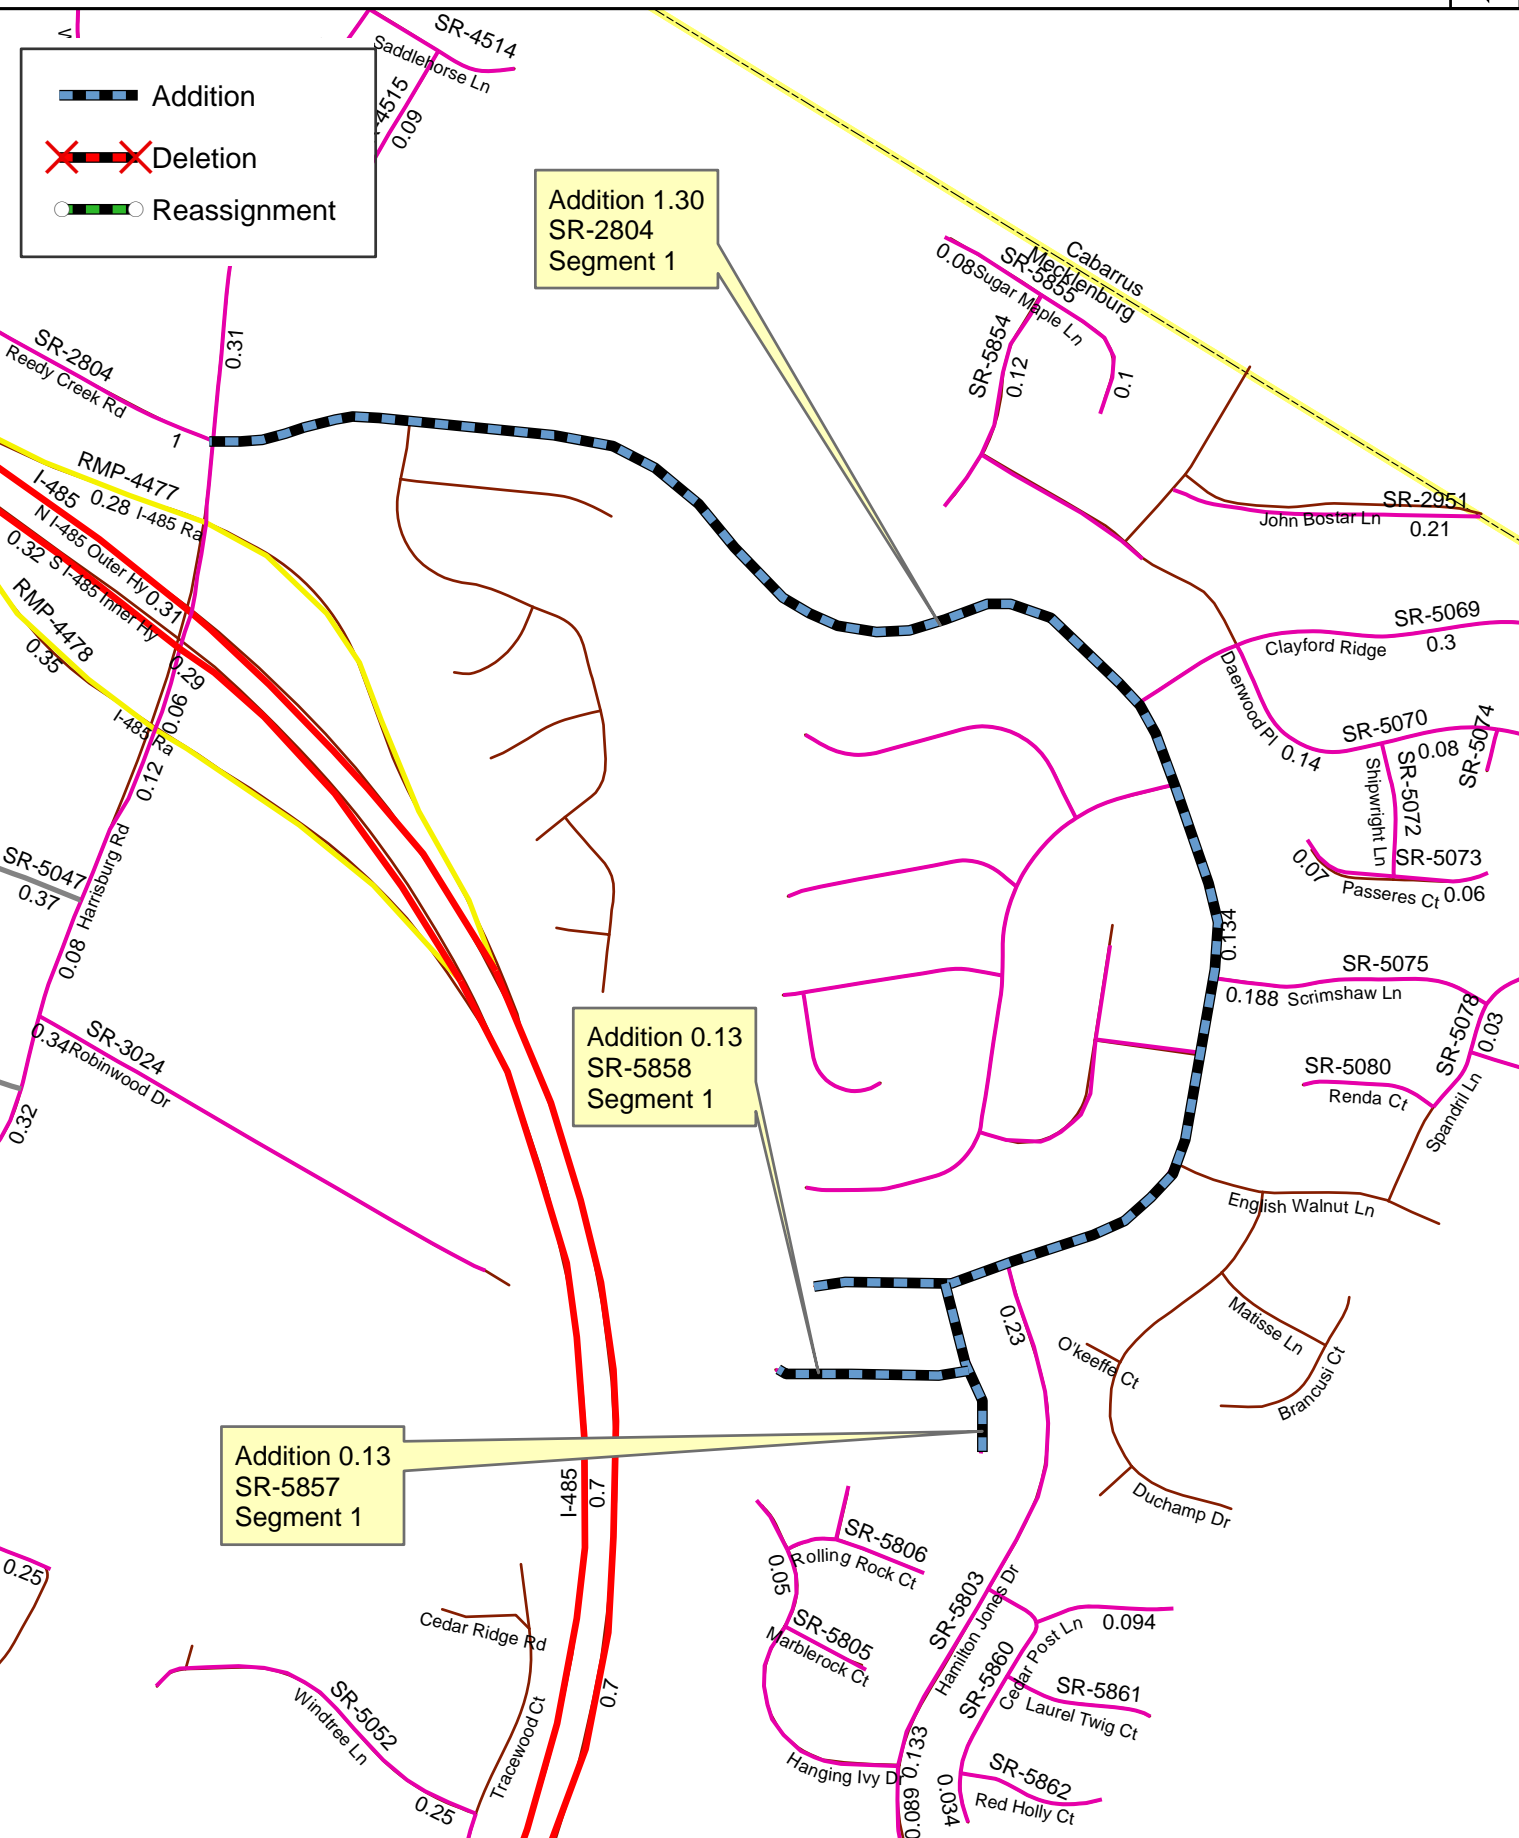 Addition
Deletion
Reassignment
SR-4514
Saddlehorse Ln
-4515
0.09
Addition 1.30
SR-2804
Segment 1
Cabarrus
Mecklenburg
SR-5855
0.08
Sugar Maple Ln
SR-5854
0.12
0.1
0.31
SR-2804
Reedy Creek Rd
1
RMP-4477
I-485
0.28
I-485 Ra
N I-485 Outer Hy
0.31
0.32
S I-485 Inner Hy
RMP-4478
0.35
0.29
0.06
I-485 Ra
0.12
SR-2951
John Bostar Ln
0.21
SR-5069
Clayford Ridge
0.3
Daerwood Pl
0.14
SR-5070
0.08
SR-5074
Shipwright Ln
SR-5072
SR-5073
0.07
Passeres Ct
0.06
SR-5047
0.37
Harrisburg Rd
0.08
0.134
SR-5075
0.188
Scrimshaw Ln
SR-5078
0.03
SR-5080
Renda Ct
Spandril Ln
SR-3024
0.34
Robinwood Dr
0.32
Addition 0.13
SR-5858
Segment 1
English Walnut Ln
Matisse Ln
O'keeffe Ct
Brancusi Ct
0.23
Duchamp Dr
Addition 0.13
SR-5857
Segment 1
I-485
0.7
SR-5806
Rolling Rock Ct
0.05
SR-5805
Marblerock Ct
SR-5803
Hamilton Jones Dr
0.094
Cedar Post Ln
SR-5860
SR-5861
Laurel Twig Ct
SR-5862
Red Holly Ct
0.25
Cedar Ridge Rd
SR-5052
Windtree Ln
0.25
Tracewood Ct
0.7
Hanging Ivy Dr
0.133
0.089
0.034